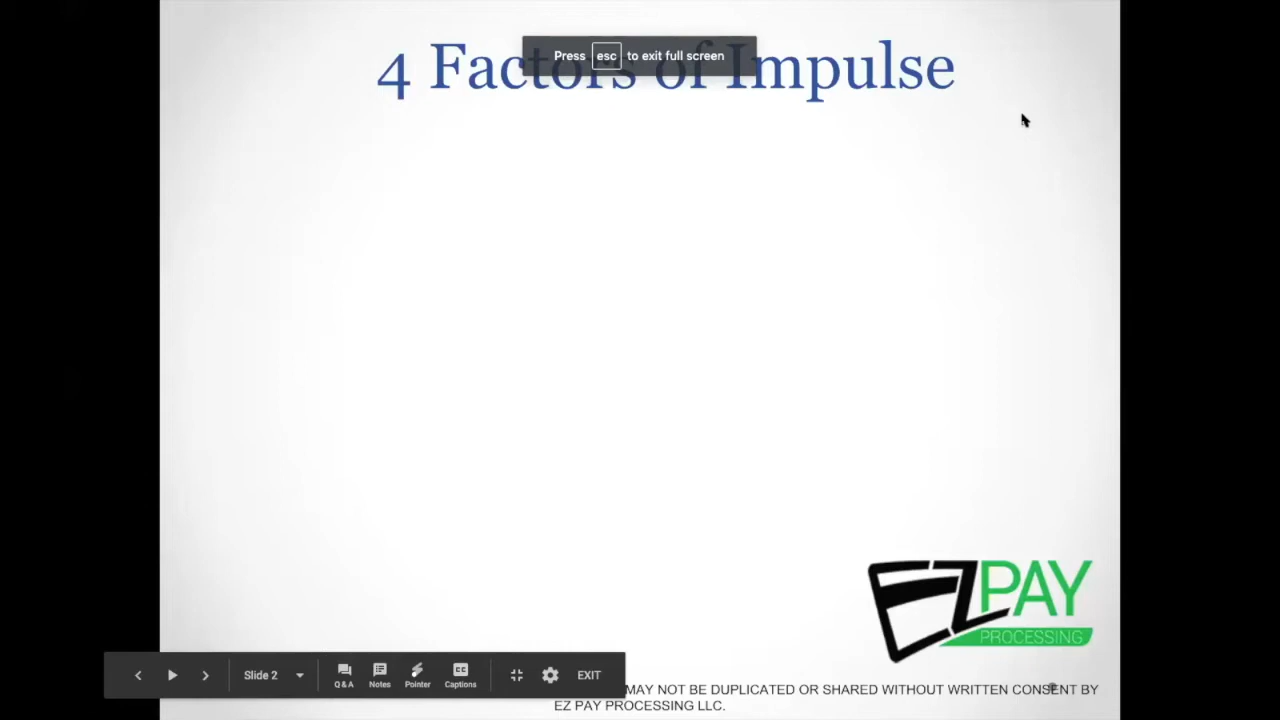 4 Factors of Impulse
Press esc to exit full screen
EZPAY
PROCESSING
Slide 2
Q & A
Notes
Pointer
Captions
EXIT
MAY NOT BE DUPLICATED OR SHARED WITHOUT WRITTEN CONSENT BY
EZ PAY PROCESSING LLC.